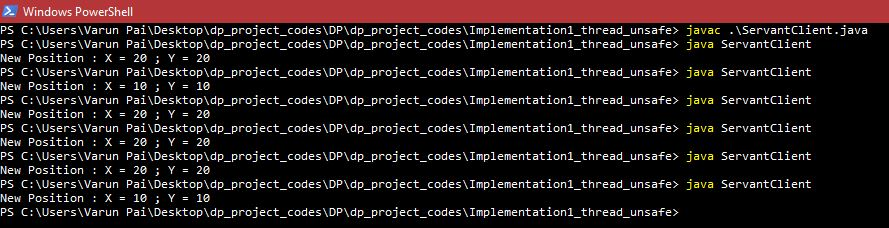 Windows PowerShell
PS C:\Users\Varun Pai\Desktop\dp_project_codes\DP\dp_project_codes\Implementation1_thread_unsafe> javac .\ServantClient.java
PS C:\Users\Varun Pai\Desktop\dp_project_codes\DP\dp_project_codes\Implementation1_thread_unsafe> java ServantClient
New Position : X = 20 ; Y = 20
PS C:\Users\Varun Pai\Desktop\dp_project_codes\DP\dp_project_codes\Implementation1_thread_unsafe> java ServantClient
New Position : X = 10 ; Y = 10
PS C:\Users\Varun Pai\Desktop\dp_project_codes\DP\dp_project_codes\Implementation1_thread_unsafe> java ServantClient
New Position : X = 20 ; Y = 20
PS C:\Users\Varun Pai\Desktop\dp_project_codes\DP\dp_project_codes\Implementation1_thread_unsafe> java ServantClient
New Position : X = 20 ; Y = 20
PS C:\Users\Varun Pai\Desktop\dp_project_codes\DP\dp_project_codes\Implementation1_thread_unsafe> java ServantClient
New Position : X = 20 ; Y = 20
PS C:\Users\Varun Pai\Desktop\dp_project_codes\DP\dp_project_codes\Implementation1_thread_unsafe> java ServantClient
New Position : X = 10 ; Y = 10
PS C:\Users\Varun Pai\Desktop\dp_project_codes\DP\dp_project_codes\Implementation1_thread_unsafe>